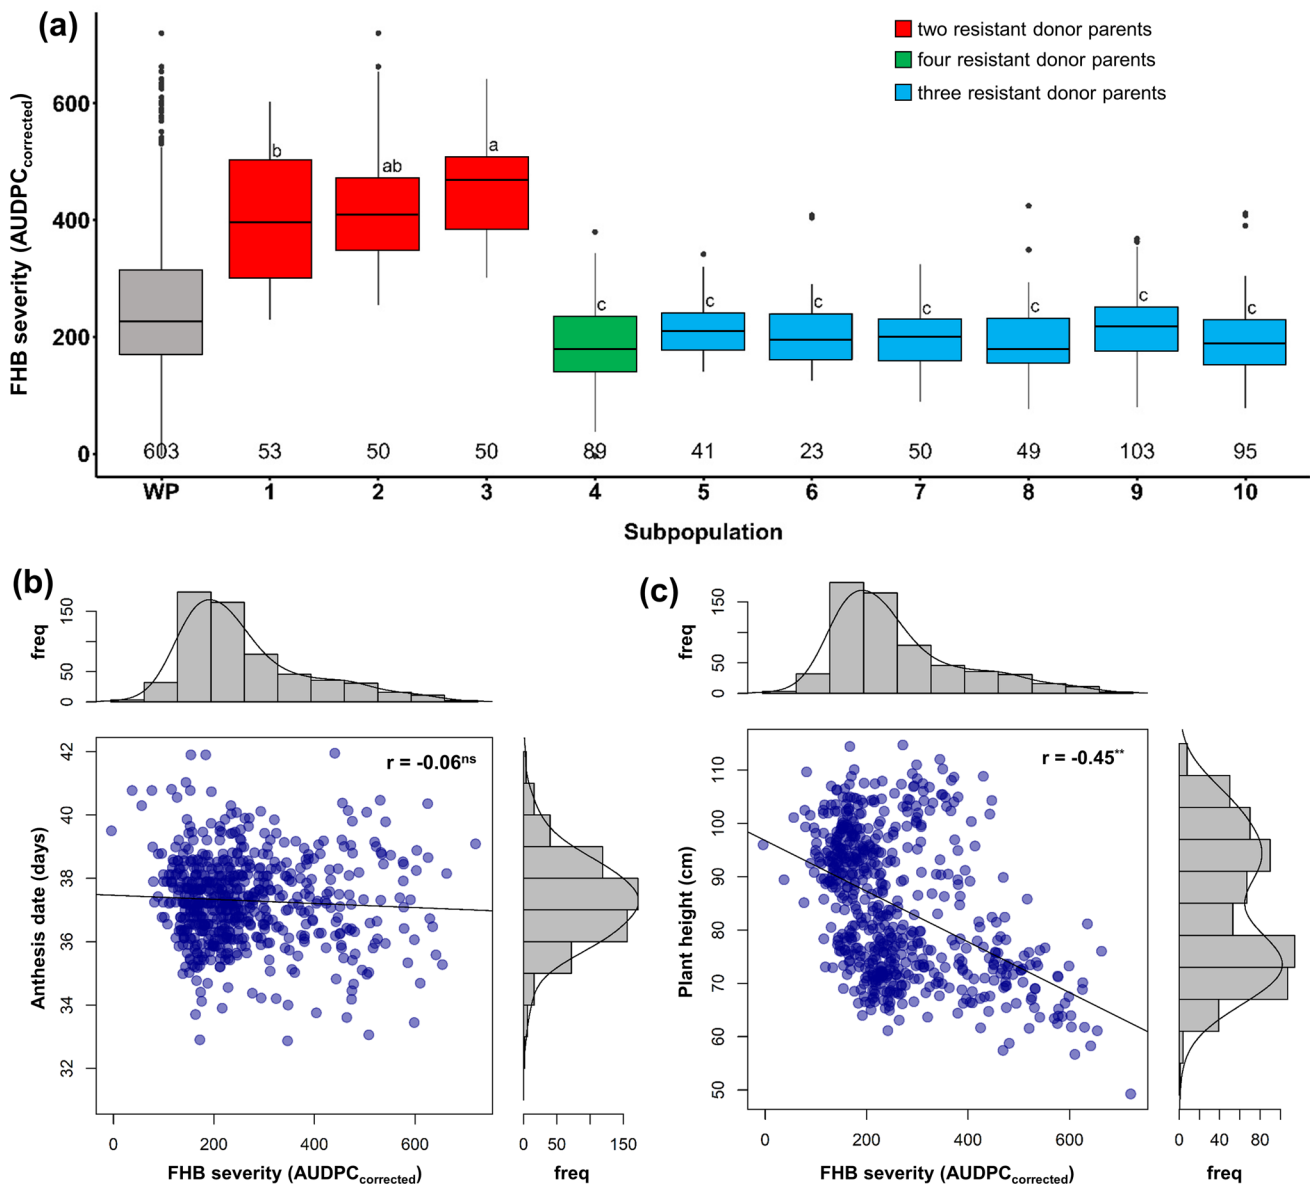 (a)
two resistant donor parents
four resistant donor parents
three resistant donor parents
FHB severity (AUDPCcorrected)
600
400
200
0
b
ab
a
c
c
c
c
c
c
c
603 53 50 50 89 41 23 50 49 103 95
WP 1 2 3 4 5 6 7 8 9 10
Subpopulation
(b)
freq
150
50
0
r = -0.06ns
Anthesis date (days)
42
40
38
36
34
32
0 200 400 600
FHB severity (AUDPCcorrected)
0 50 150
freq
(c)
freq
150
50
0
r = -0.45**
Plant height (cm)
110
100
90
80
70
60
50
0 200 400 600
FHB severity (AUDPCcorrected)
0 40 80
freq